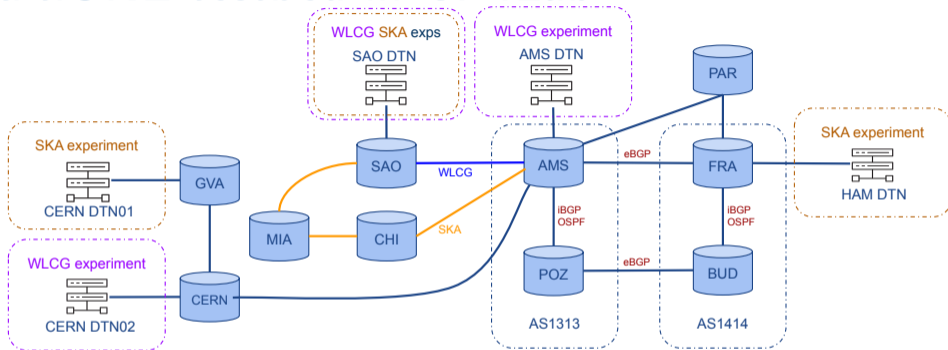 WLCG SKA exps
SAO DTN
WLCG experiment
AMS DTN
PAR
SKA experiment
CERN DTN01
GVA
SAO
WLCG
AMS
eBGP
FRA
SKA experiment
HAM DTN
MIA
CHI
SKA
iBGP
OSPF
iBGP
OSPF
WLCG experiment
CERN DTN02
CERN
POZ
eBGP
BUD
AS1313
AS1414